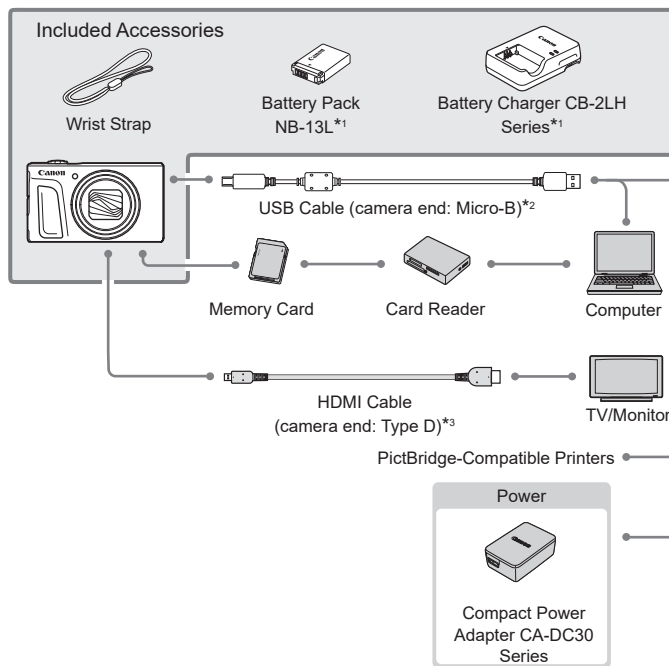 Included Accessories
Wrist Strap
Battery Pack
NB-13L*1
Battery Charger CB-2LH
Series*1
Canon
USB Cable (camera end: Micro-B)*2
Memory Card
Card Reader
Computer
HDMI Cable
(camera end: Type D)*3
TV/Monitor
PictBridge-Compatible Printers
Power
Compact Power
Adapter CA-DC30
Series